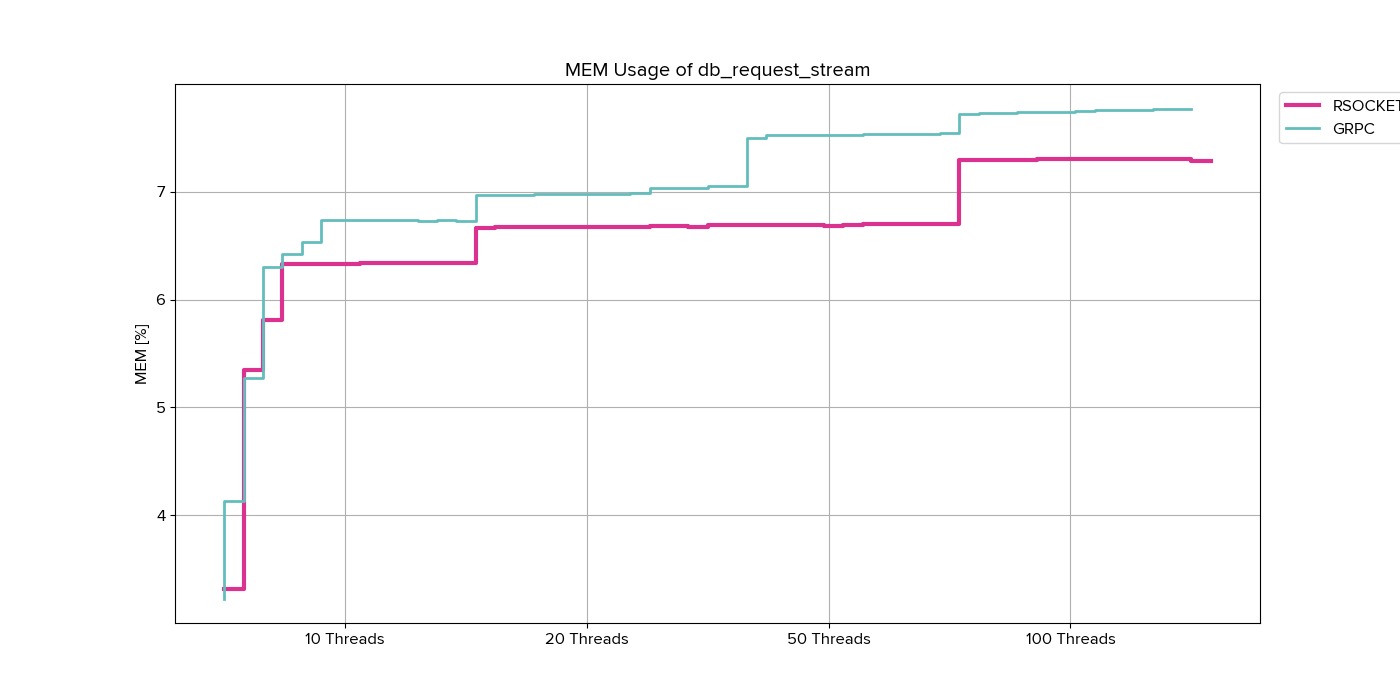 MEM Usage of db_request_stream
RSOCKET
GRPC
MEM [%]
7
6
5
4
10 Threads
20 Threads
50 Threads
100 Threads